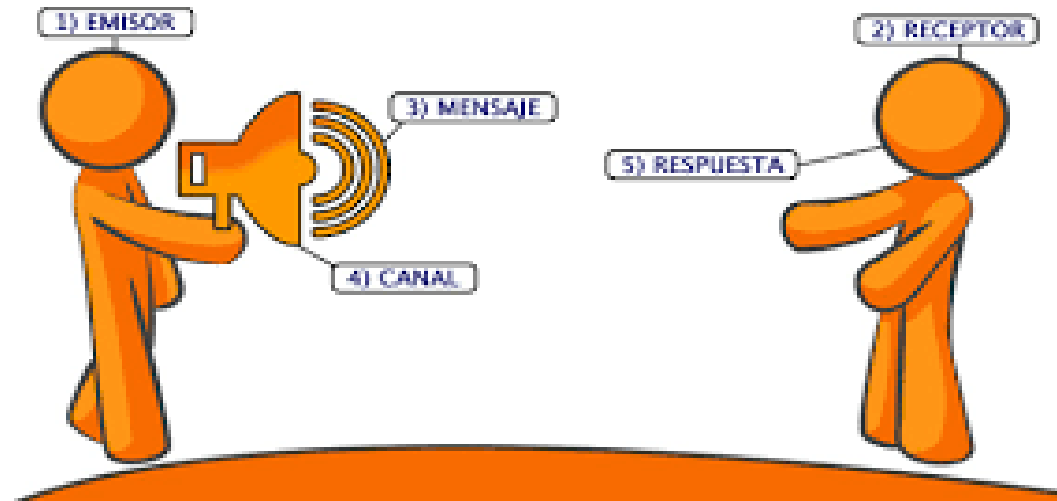 1) EMISOR
2) RECEPTOR
3) MENSAJE
5) RESPUESTA
4) CANAL